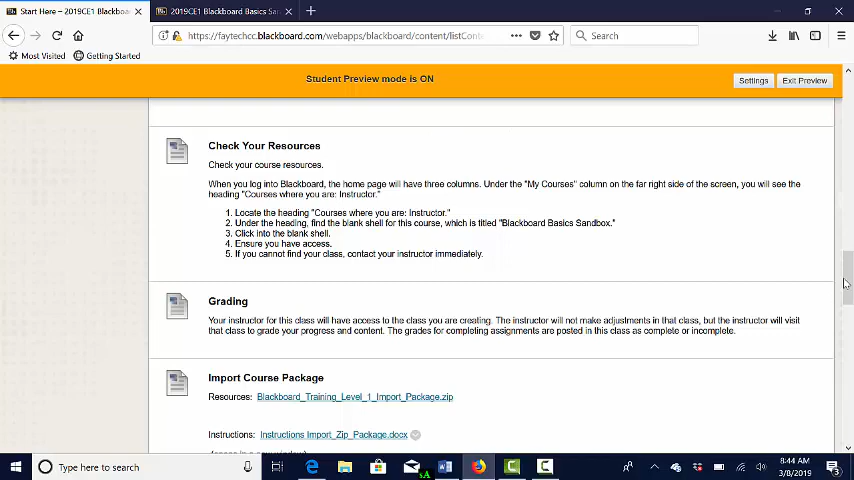 Start Here – 2019CE1 Blackboa
2019CE1 Blackboard Basics San
https://faytechcc.blackboard.com/webapps/blackboard/content/listConte
Search
Most Visited
Getting Started
Student Preview mode is ON
Settings
Exit Preview
Check Your Resources
Check your course resources.
When you log into Blackboard, the home page will have three columns. Under the "My Courses" column on the far right side of the screen, you will see the
heading "Courses where you are: Instructor."
1. Locate the heading "Courses where you are: Instructor."
2. Under the heading, find the blank shell for this course, which is titled "Blackboard Basics Sandbox."
3. Click into the blank shell.
4. Ensure you have access.
5. If you cannot find your class, contact your instructor immediately.
Grading
Your instructor for this class will have access to the class you are creating. The instructor will not make adjustments in that class, but the instructor will visit
that class to grade your progress and content. The grades for completing assignments are posted in this class as complete or incomplete.
Import Course Package
Resources: Blackboard_Training_Level_1_Import_Package.zip
Instructions: Instructions Import_Zip_Package.docx
Type here to search
8:44 AM
3/8/2019